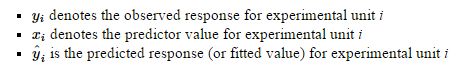 ▪ yᵢ denotes the observed response for experimental unit i
▪ xᵢ denotes the predictor value for experimental unit i
▪ ŷᵢ is the predicted response (or fitted value) for experimental unit i